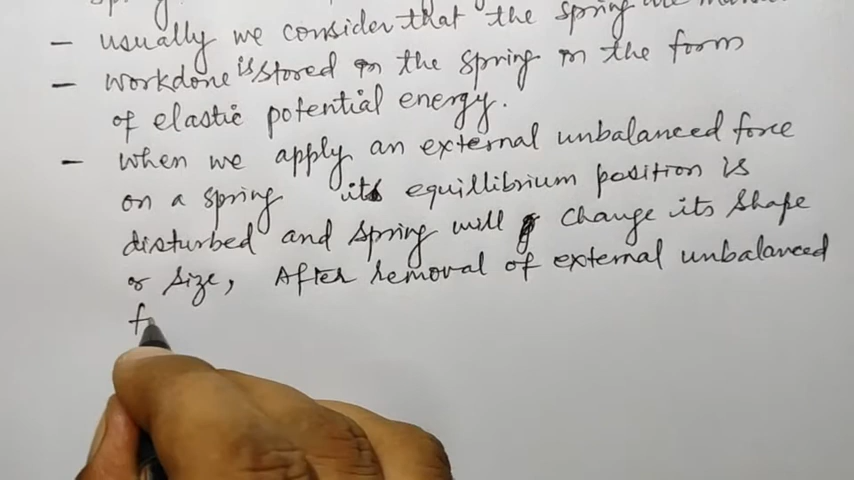 - usually we consider that the spring are
- workdone is stored in the spring in the form
of elastic potential energy.
- when we apply an external unbalanced force
on a spring its equillibrium position is
disturbed and spring will change its shape
or size, After removal of external unbalanced
f